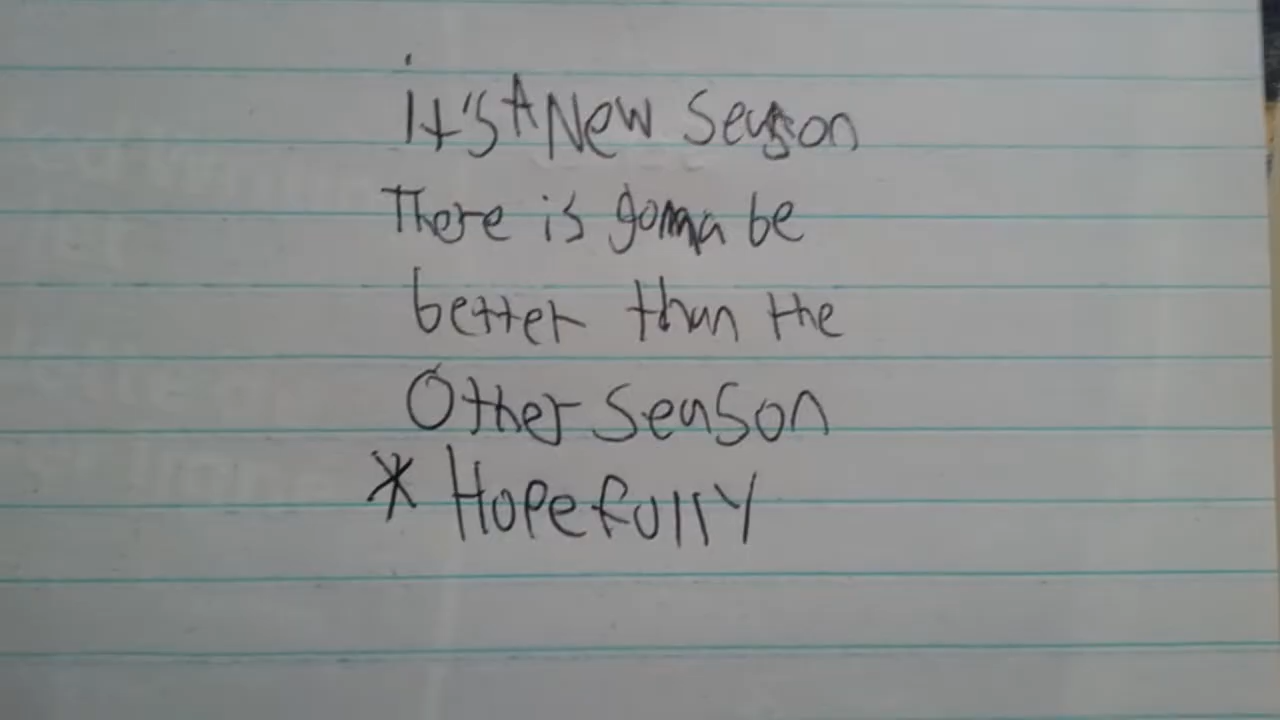 it's A New Season
There is gonna be
better than the
Other Season
* Hopefully